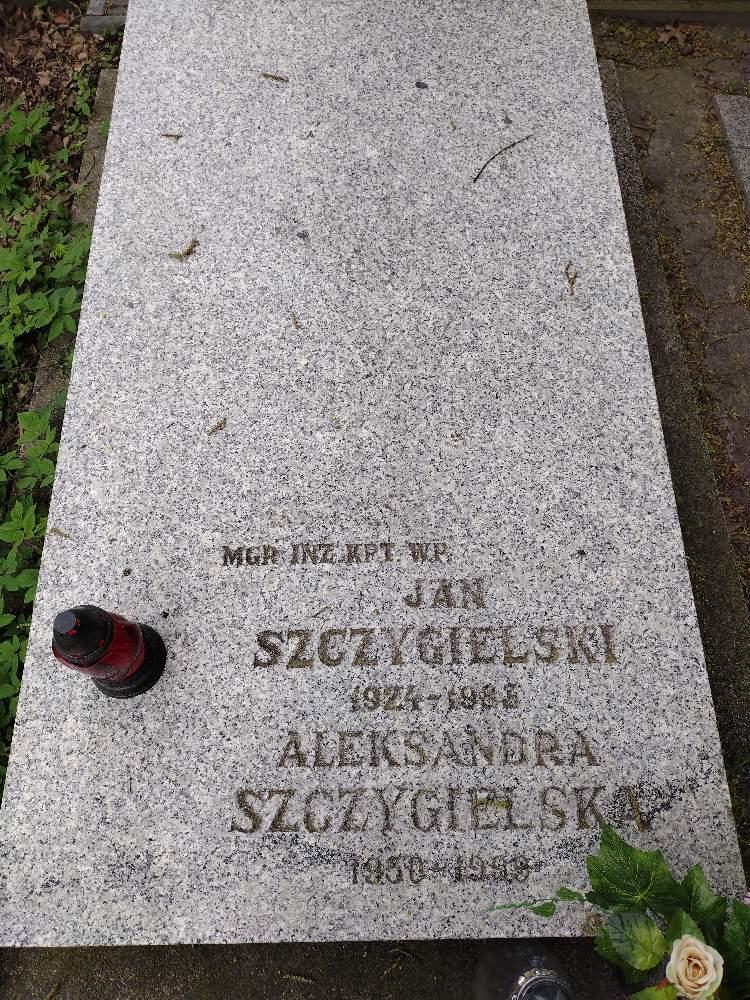 MGR INZ. KPT. W.P.
JAN
SZCZYGIELSKI
ALEKSANDRA
SZCZYGIELSKA